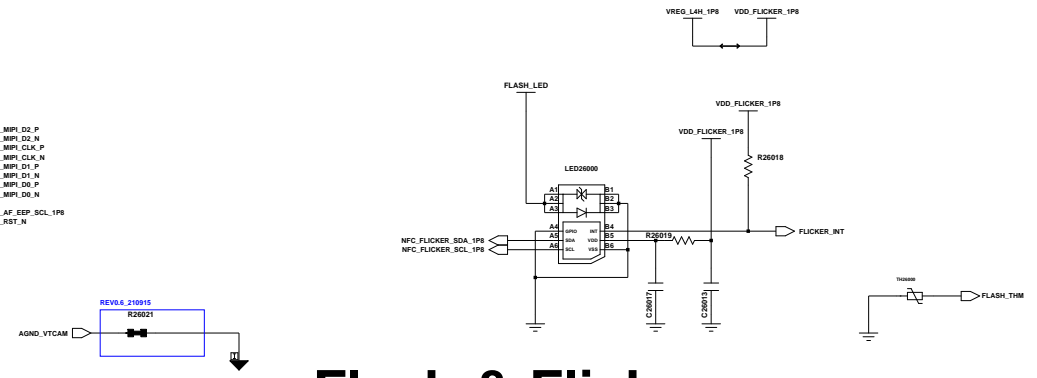 VREG_L4H_1P8 VDD_FLICKER_1P8
FLASH_LED
VDD_FLICKER_1P8
VDD_FLICKER_1P8
_MIPI_D2_P
_MIPI_D2_N
_MIPI_CLK_P
_MIPI_CLK_N
_MIPI_D1_P
_MIPI_D1_N
_MIPI_D0_P
_MIPI_D0_N
_AF_EEP_SCL_1P8
_RST_N
R26018
LED26000
A1 B1
A2 B2
A3 B3
A4 GPIO INT B4
A5 SDA VDD B5
A6 SCL VSS B6
FLICKER_INT
NFC_FLICKER_SDA_1P8
NFC_FLICKER_SCL_1P8
R26019
C26017
C26013
TH26000
FLASH_THM
REV0.6_210915
R26021
AGND_VTCAM